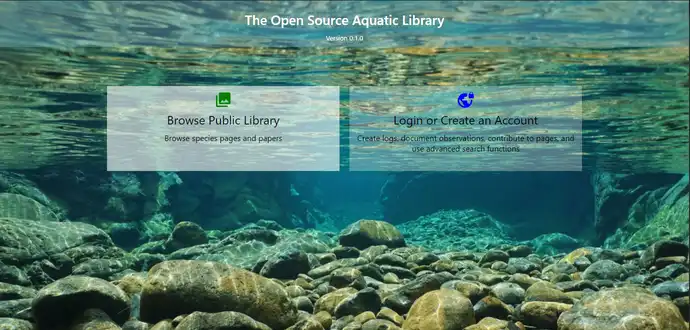 The Open Source Aquatic Library
Version 0.1.0
Browse Public Library
Browse species pages and papers
Login or Create an Account
Create logs, document observations, contribute to pages, and
use advanced search functions